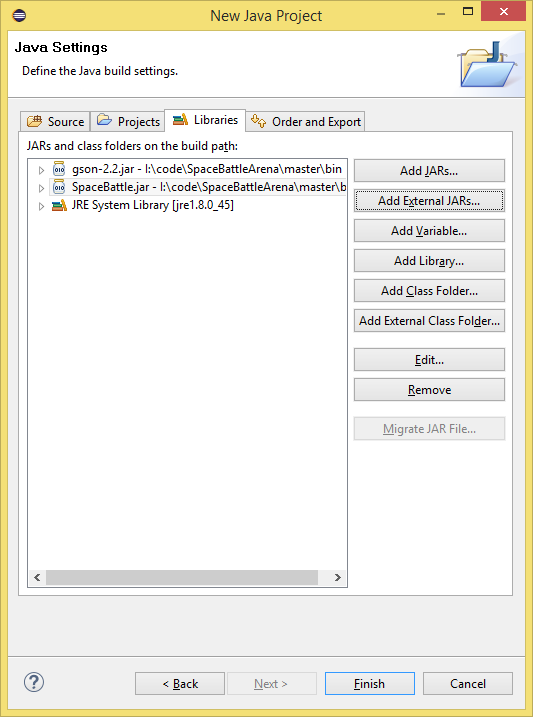 New Java Project
Java Settings
Define the Java build settings.
Source Projects Libraries Order and Export
JARs and class folders on the build path:
gson-2.2.jar - I:\code\SpaceBattleArena\master\bin
SpaceBattle.jar - I:\code\SpaceBattleArena\master\b
JRE System Library [jre1.8.0_45]
Add JARs...
Add External JARs...
Add Variable...
Add Library...
Add Class Folder...
Add External Class Folder...
Edit...
Remove
Migrate JAR File...
? < Back Next > Finish Cancel